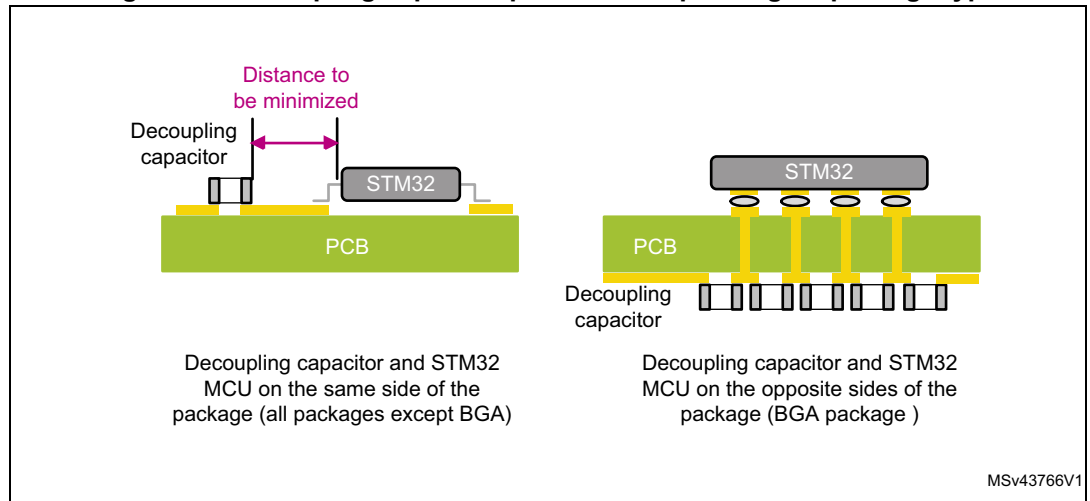 Distance to
be minimized
Decoupling
capacitor
STM32
PCB
Decoupling capacitor and STM32
MCU on the same side of the
package (all packages except BGA)
STM32
PCB
Decoupling
capacitor
Decoupling capacitor and STM32
MCU on the opposite sides of the
package (BGA package )
MSv43766V1